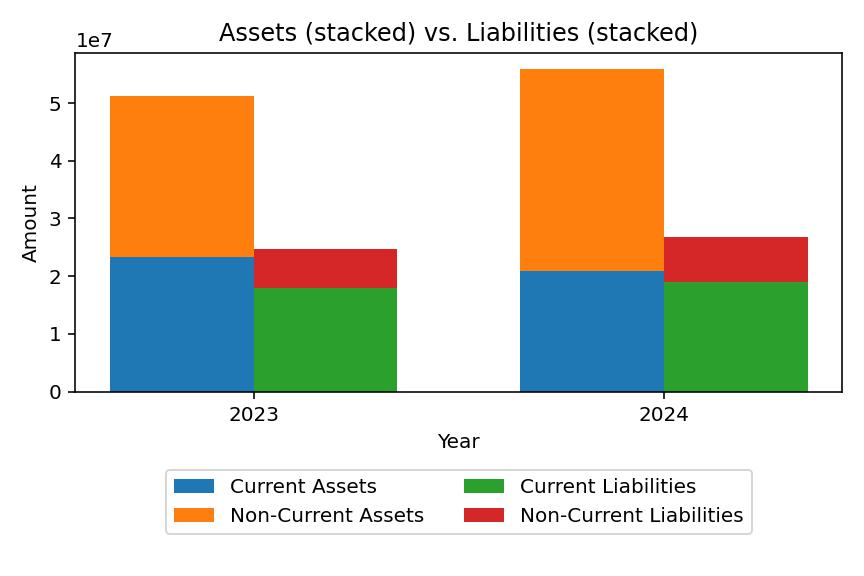 Assets (stacked) vs. Liabilities (stacked)
1e7
5
4
3
2
1
0
Amount
2023 2024
Year
Current Assets Current Liabilities
Non-Current Assets Non-Current Liabilities